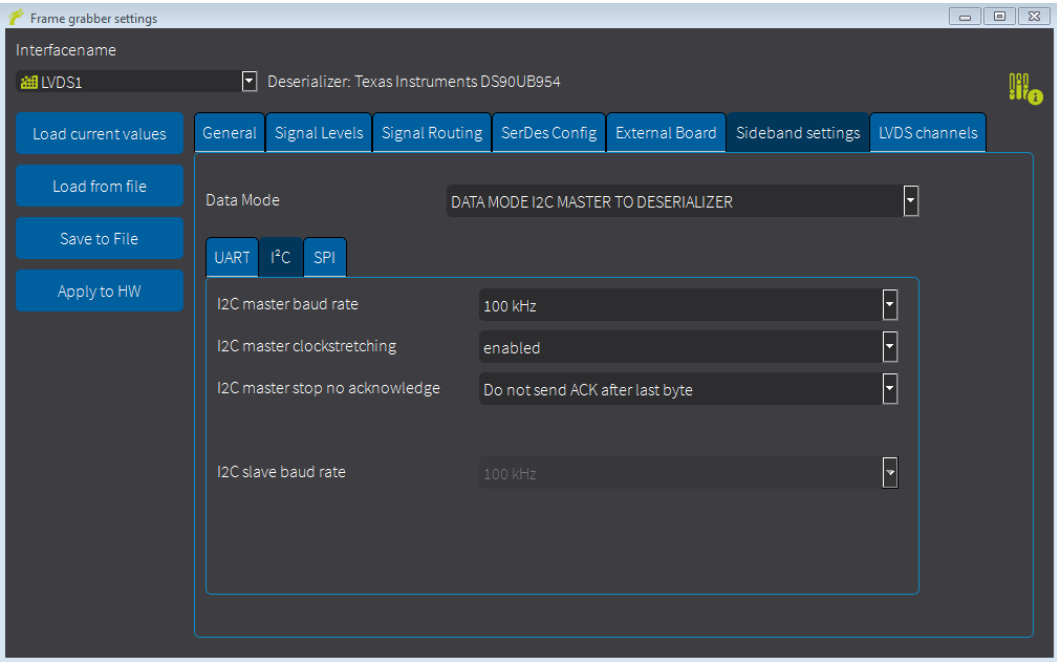 Frame grabber settings
Interfacename
LVDS1 Deserializer: Texas Instruments DS90UB954
Load current values
Load from file
Save to File
Apply to HW
General Signal Levels Signal Routing SerDes Config External Board Sideband settings LVDS channels
Data Mode DATA MODE I2C MASTER TO DESERIALIZER
UART I²C SPI
I2C master baud rate 100 kHz
I2C master clockstretching enabled
I2C master stop no acknowledge Do not send ACK after last byte
I2C slave baud rate 100 kHz